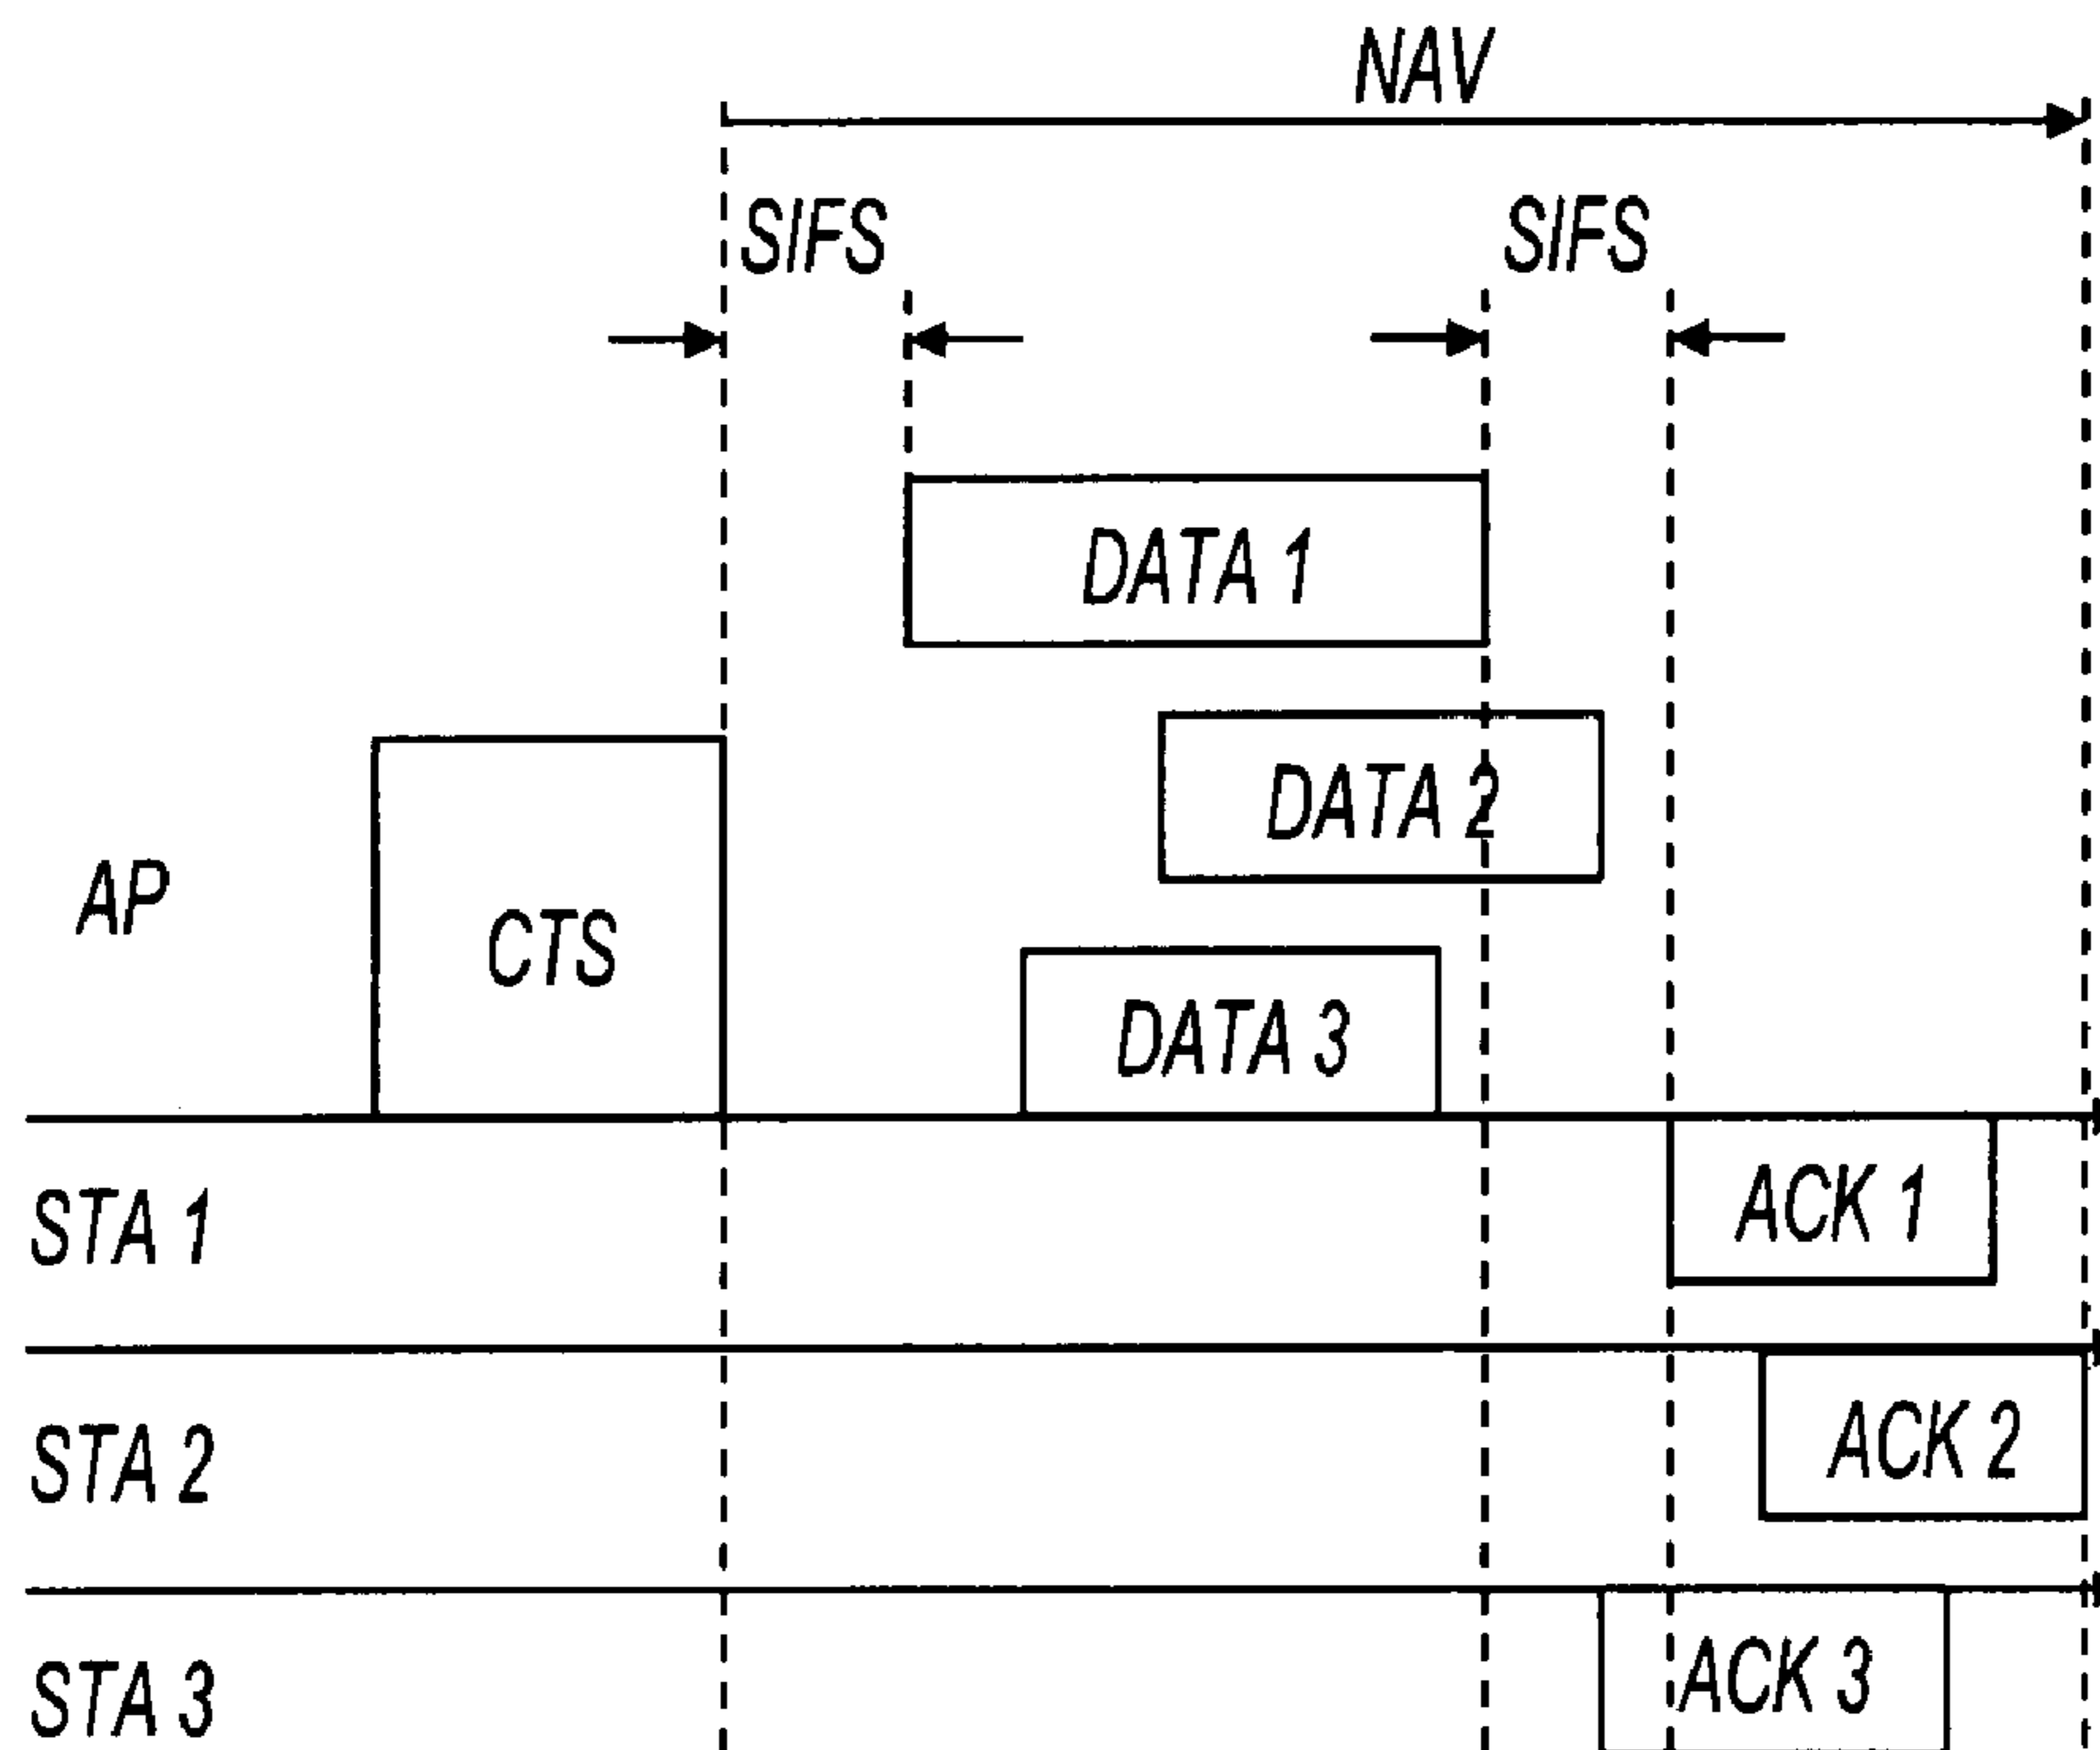 NAV
SIFS
SIFS
DATA 1
DATA 2
AP
CTS
DATA 3
STA 1
ACK 1
STA 2
ACK 2
STA 3
ACK 3